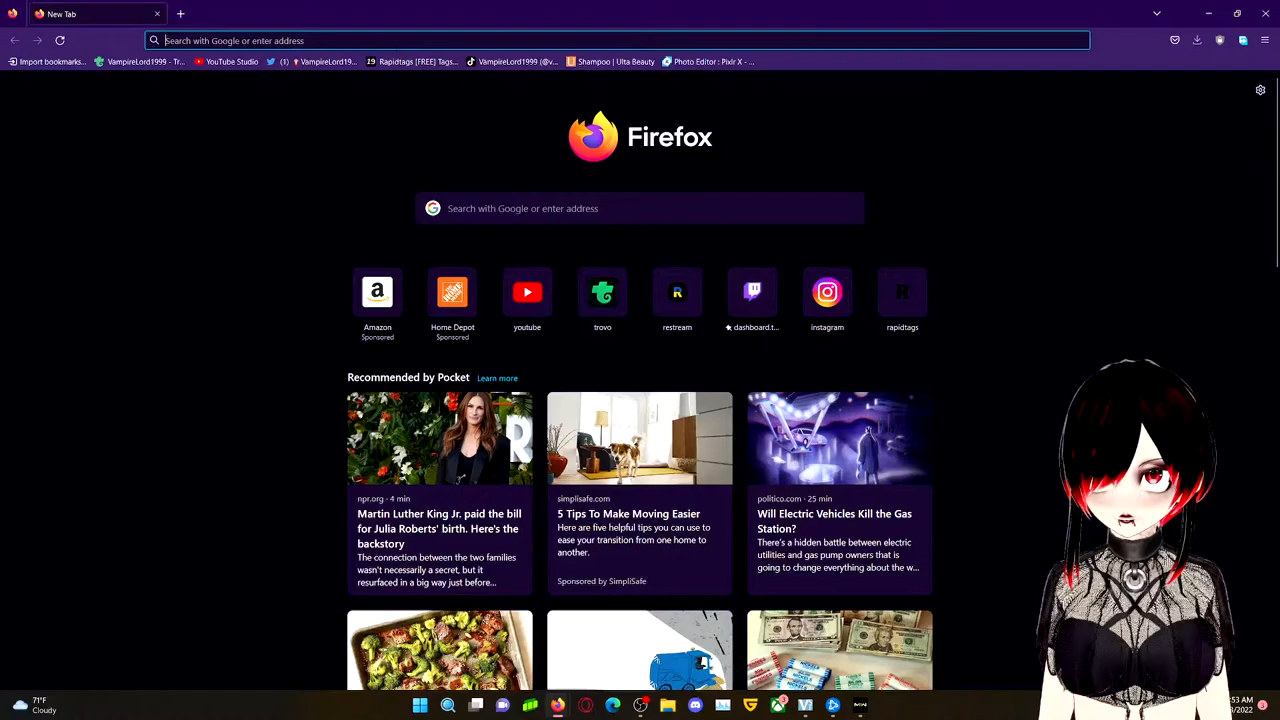 New Tab
Search with Google or enter address
Import bookmarks...
VampireLord1999 - Tr...
YouTube Studio
(1) VampireLord19...
19
Rapidtags [FREE] Tags...
VampireLord1999 (@v...
Shampoo | Ulta Beauty
Photo Editor : Pixlr X - ...
Firefox
Search with Google or enter address
Amazon
Sponsored
Home Depot
Sponsored
youtube
trovo
restream
dashboard.t...
instagram
rapidtags
Recommended by Pocket
Learn more
npr.org · 4 min
Martin Luther King Jr. paid the bill
for Julia Roberts' birth. Here's the
backstory
The connection between the two families
wasn't necessarily a secret, but it
resurfaced in a big way just before...
simplisafe.com
5 Tips To Make Moving Easier
Here are five helpful tips you can use to
ease your transition from one home to
another.
Sponsored by SimpliSafe
politico.com · 25 min
Will Electric Vehicles Kill the Gas
Station?
There's a hidden battle between electric
utilities and gas pump owners that is
going to change everything about the w...
71°F
Cloudy
:53 AM
/2022